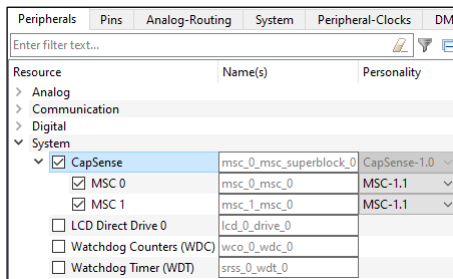 Peripherals Pins Analog-Routing System Peripheral-Clocks DM
Enter filter text...
Resource Name(s) Personality
Analog
Communication
Digital
System
CapSense msc_0_msc_superblock_0 CapSense-1.0
MSC 0 msc_0_msc_0 MSC-1.1
MSC 1 msc_1_msc_0 MSC-1.1
LCD Direct Drive 0 lcd_0_drive_0
Watchdog Counters (WDC) wco_0_wdc_0
Watchdog Timer (WDT) srss_0_wdt_0